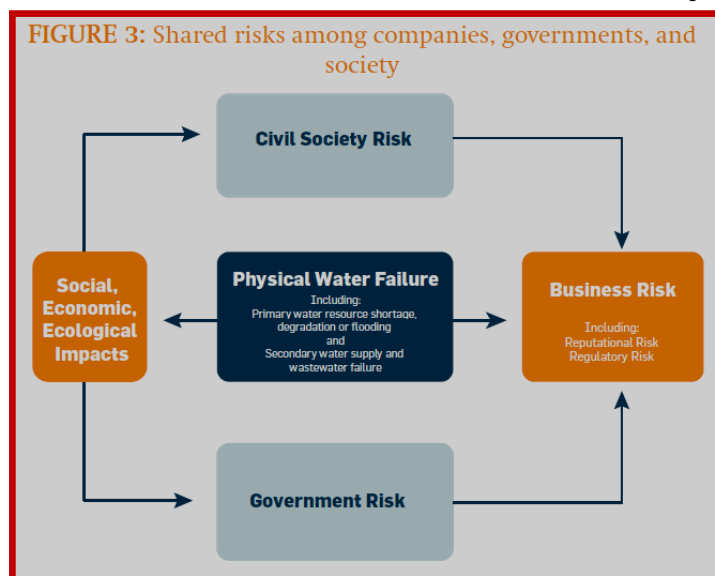 FIGURE 3: Shared risks among companies, governments, and
society
Civil Society Risk
Social,
Economic,
Ecological
Impacts
Physical Water Failure
Including:
Primary water resource shortage,
degradation or flooding
and
Secondary water supply and
wastewater failure
Business Risk
Including:
Reputational Risk
Regulatory Risk
Government Risk